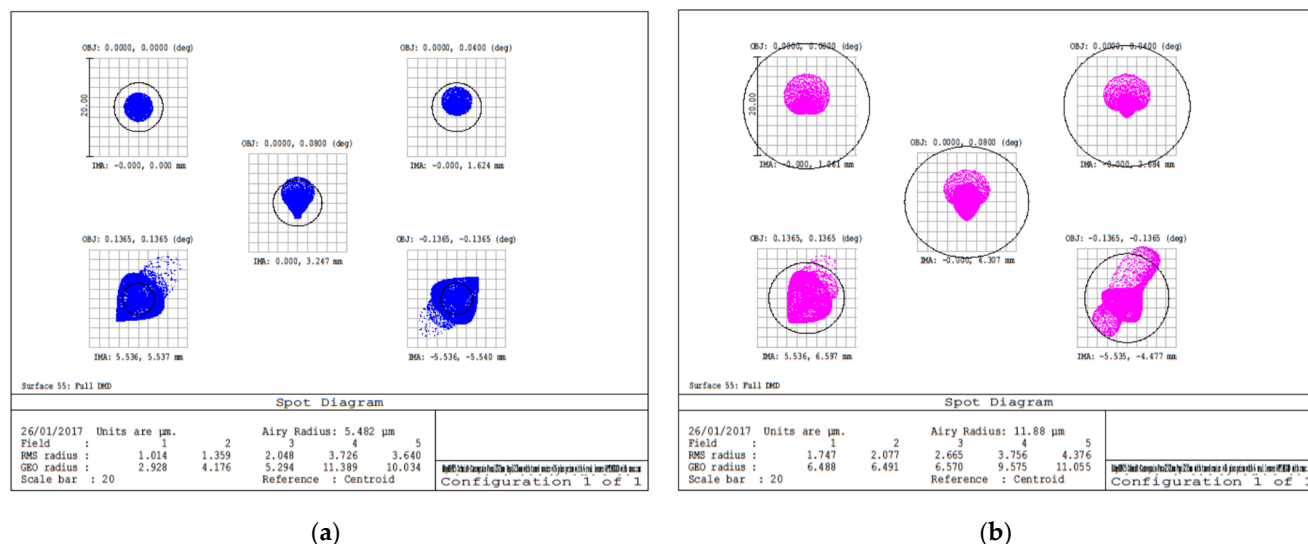 OBJ: 0.0000, 0.0000 (deg)
OBJ: 0.0000, 0.0400 (deg)
20.00
IMA: -0.000, 0.000 mm
OBJ: 0.0000, 0.0800 (deg)
IMA: -0.000, 1.624 mm
OBJ: 0.1365, 0.1365 (deg)
IMA: 0.000, 3.247 mm
OBJ: -0.1365, -0.1365 (deg)
IMA: 5.536, 5.537 mm
IMA: -5.536, -5.540 mm
Surface 55: Full DMD
Spot Diagram
26/01/2017 Units are µm. Airy Radius: 5.482 µm
Field : 1 2 3 4 5
RMS radius : 1.014 1.359 2.048 3.726 3.640
GEO radius : 2.928 4.176 5.294 11.389 10.034
Scale bar : 20 Reference : Centroid
Configuration 1 of 1
(a)
OBJ: 0.0000, 0.0000 (deg)
OBJ: 0.0000, 0.0400 (deg)
20.00
IMA: -0.000, 1.061 mm
OBJ: 0.0000, 0.0800 (deg)
IMA: -0.000, 2.684 mm
OBJ: 0.1365, 0.1365 (deg)
IMA: -0.000, 4.307 mm
OBJ: -0.1365, -0.1365 (deg)
IMA: 5.536, 6.597 mm
IMA: -5.535, -4.477 mm
Surface 55: Full DMD
Spot Diagram
26/01/2017 Units are µm. Airy Radius: 11.88 µm
Field : 1 2 3 4 5
RMS radius : 1.747 2.077 2.665 3.756 4.376
GEO radius : 6.488 6.491 6.570 9.575 11.055
Scale bar : 20 Reference : Centroid
Configuration 1 of 1
(b)